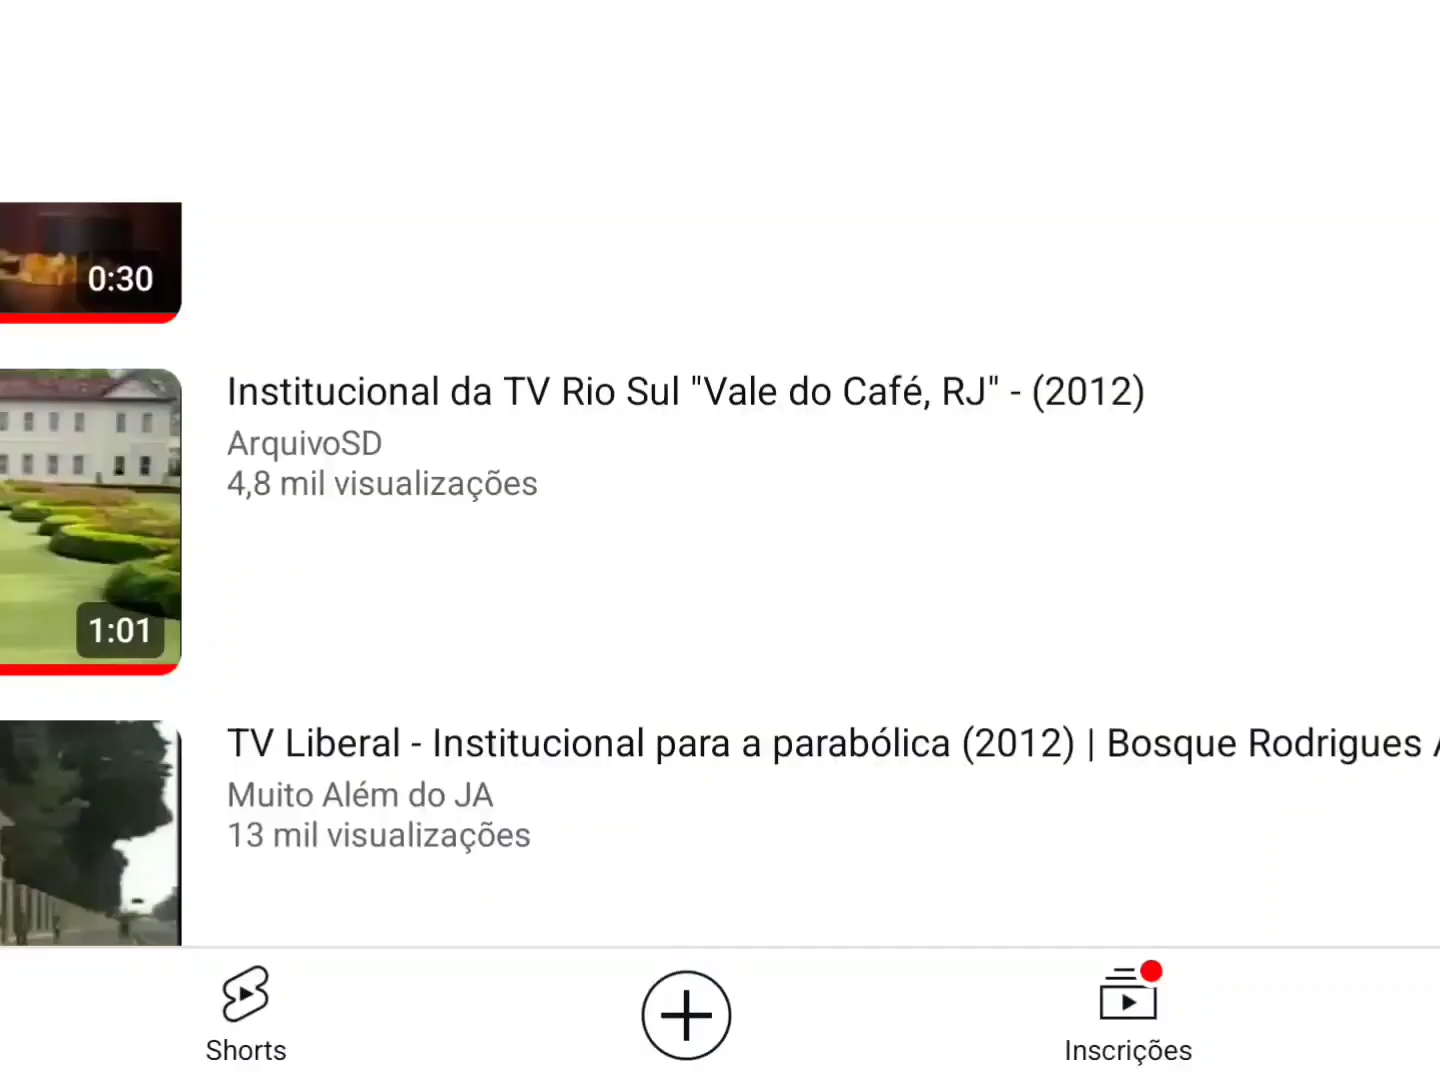 0:30
Institucional da TV Rio Sul "Vale do Café, RJ" - (2012)
ArquivoSD
4,8 mil visualizações
1:01
TV Liberal - Institucional para a parabólica (2012) | Bosque Rodrigues
Muito Além do JA
13 mil visualizações
Shorts
Inscrições